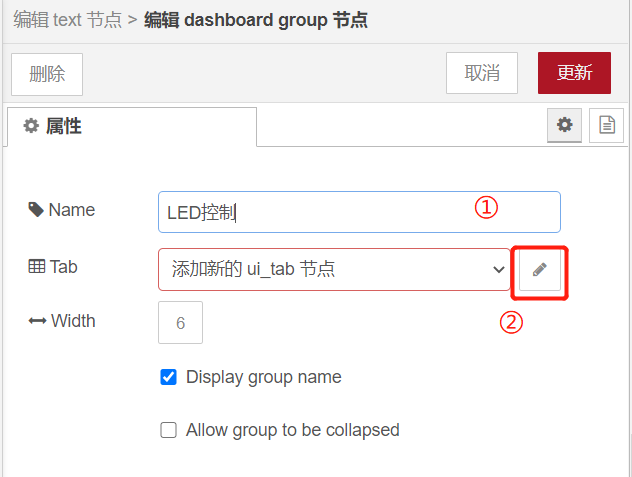 编辑 text 节点 > 编辑 dashboard group 节点
删除
取消
更新
属性
Name
LED控制
①
Tab
添加新的 ui_tab 节点
②
Width
6
Display group name
Allow group to be collapsed